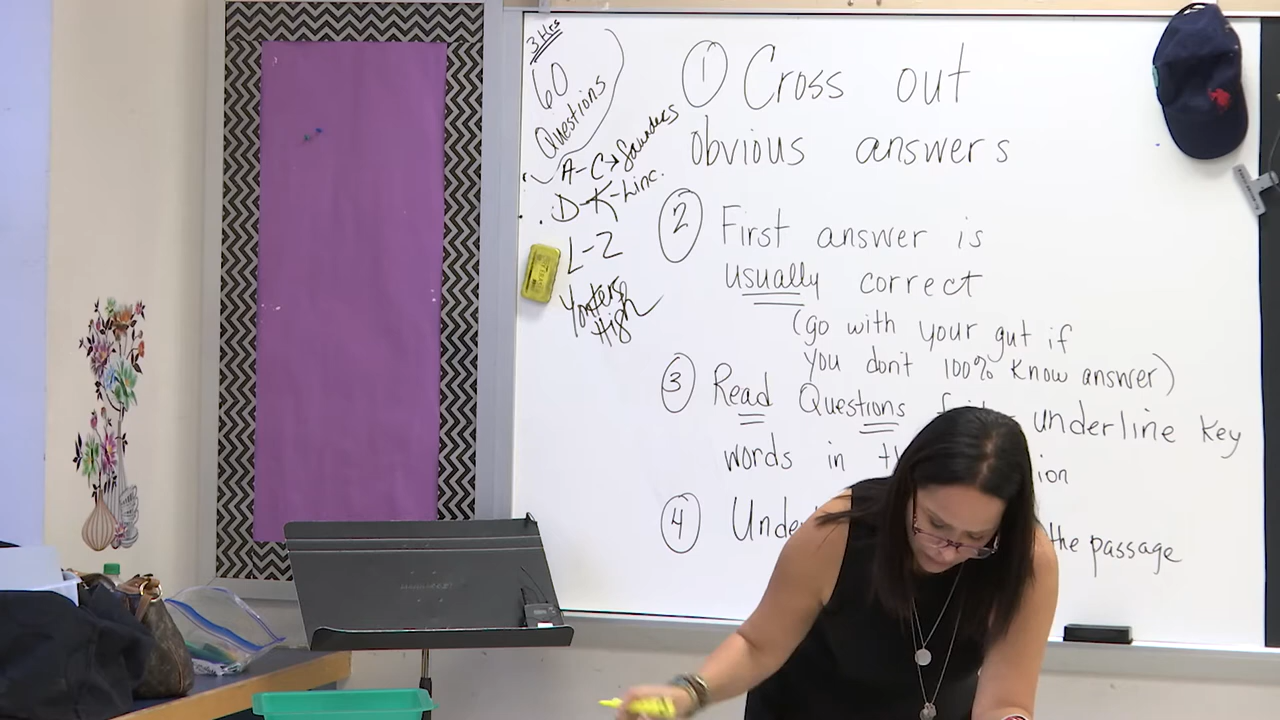 3 Hrs
60
Questions
A-C→Saunders
D-K-Linc.
L-Z
Yonkers
High
① Cross out
obvious answers
② First answer is
usually correct
(go with your gut if
you don't 100% know answer)
③ Read Questions underline key
words in
④ the passage